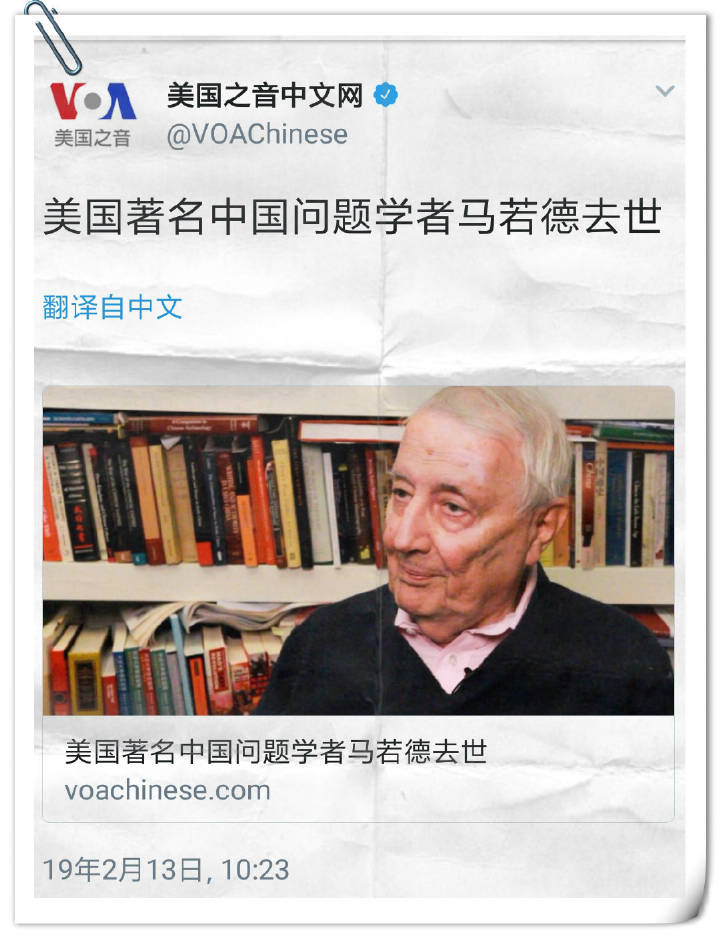 VOA
美国之音
美国之音中文网
@VOAChinese
美国著名中国问题学者马若德去世
翻译自中文
美国著名中国问题学者马若德去世
voachinese.com
19年2月13日, 10:23